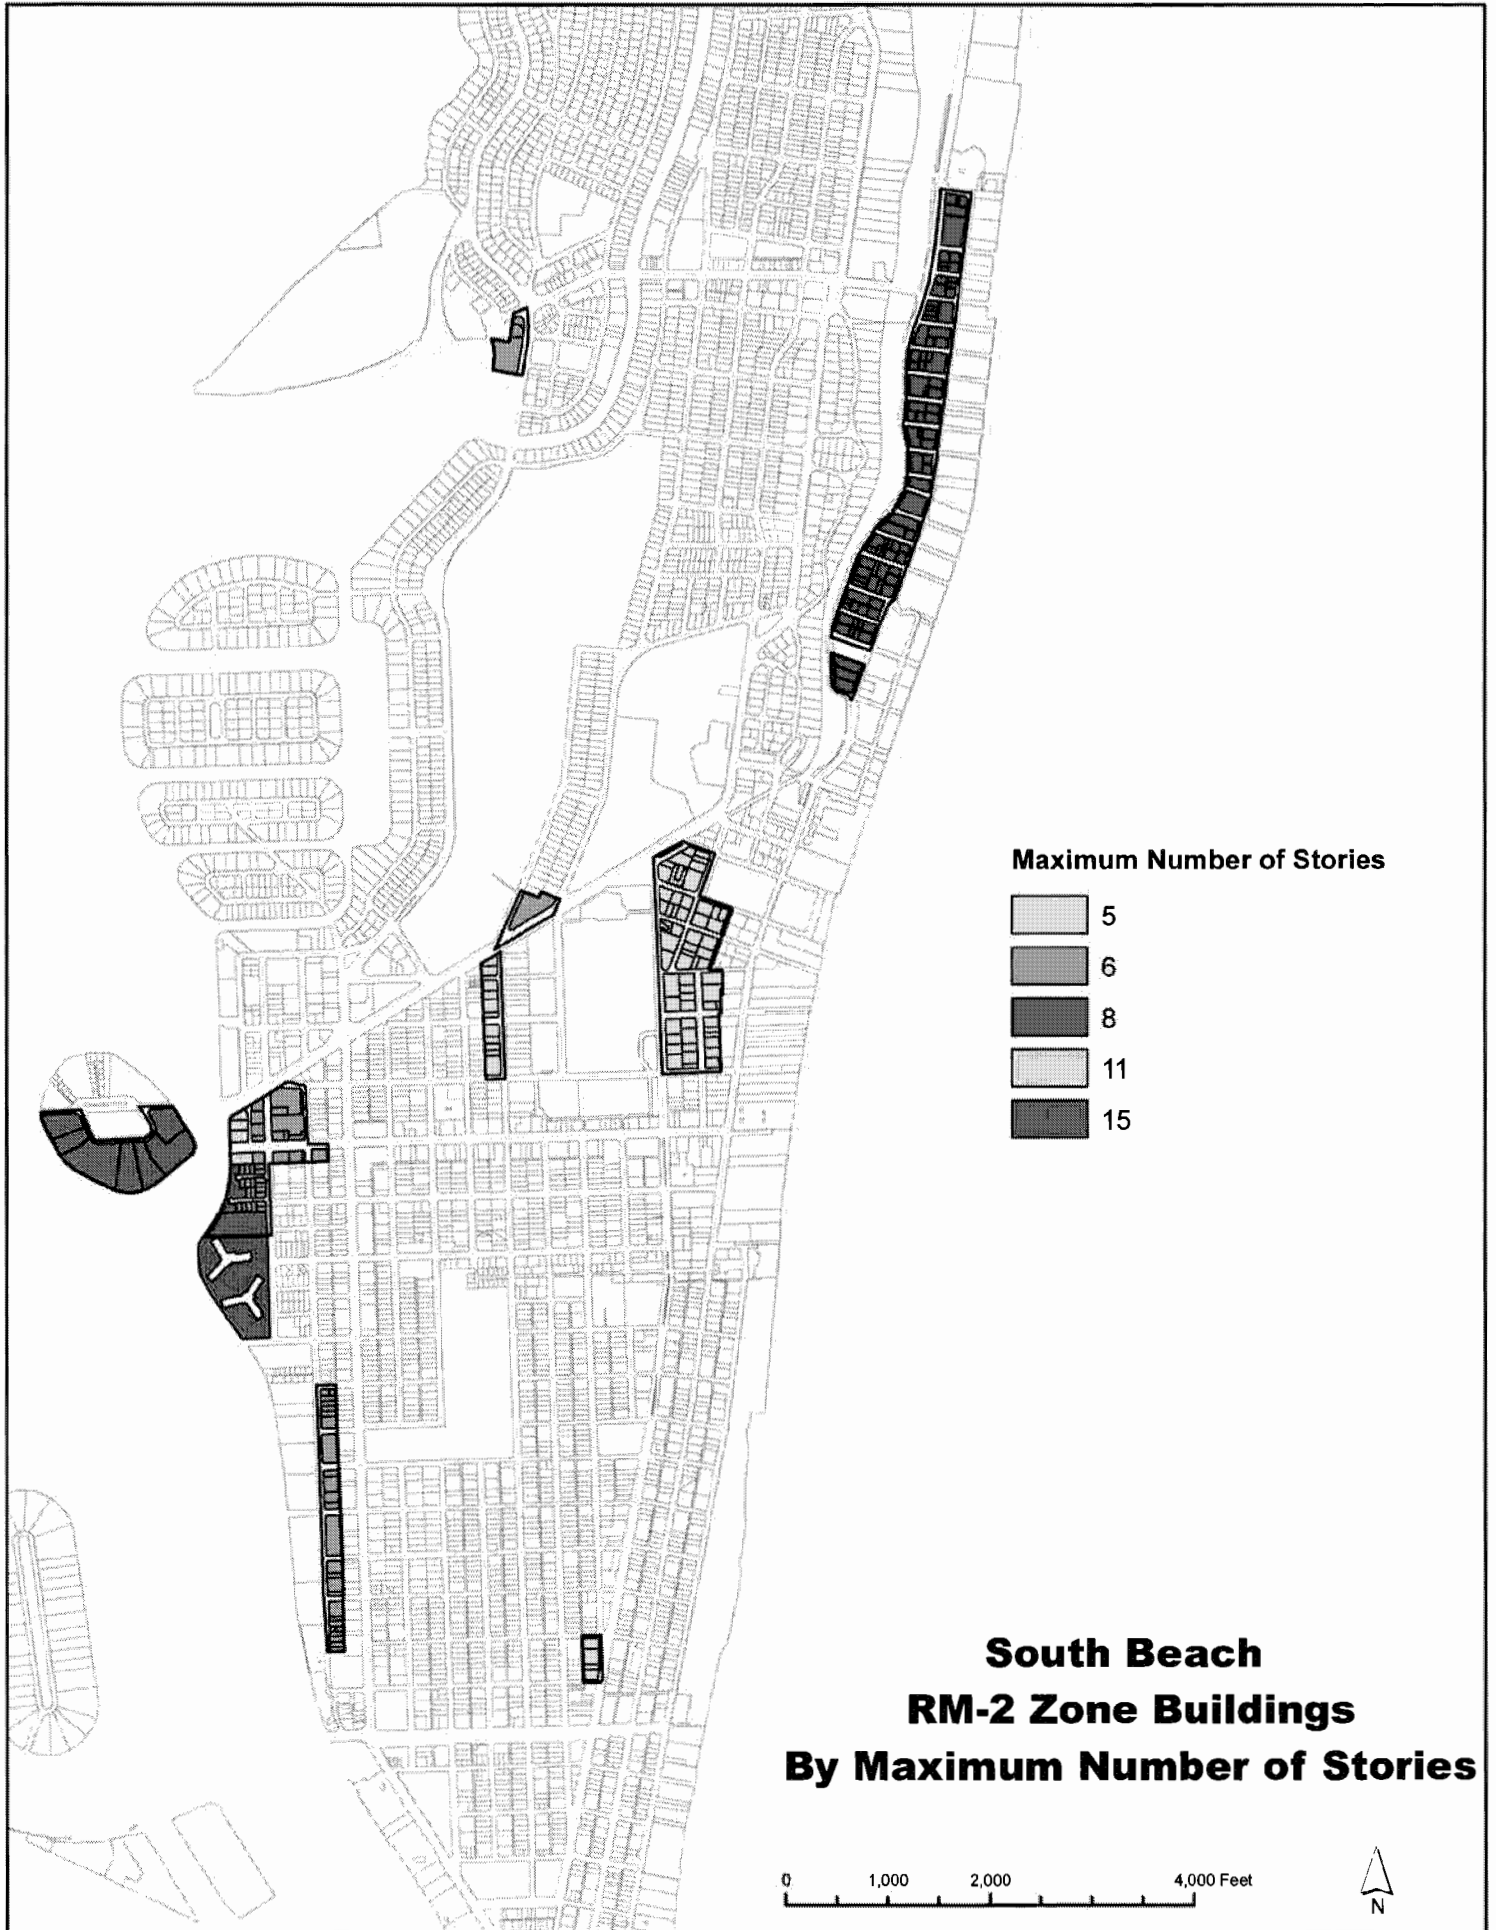 Maximum Number of Stories
5
6
8
11
15
South Beach
RM-2 Zone Buildings
By Maximum Number of Stories
0 1,000 2,000 4,000 Feet
N